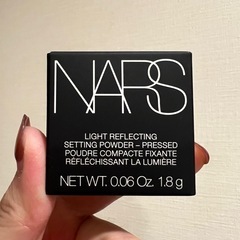 NARS
LIGHT REFLECTING
SETTING POWDER – PRESSED
POUDRE COMPACTE FIXANTE
RÉFLÉCHISSANT LA LUMIÈRE
NET WT. 0.06 Oz. 1.8 g